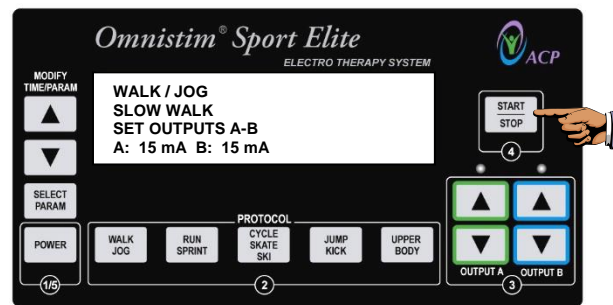 Omnistim® Sport Elite
ELECTRO THERAPY SYSTEM
ACP
MODIFY
TIME/PARAM
WALK / JOG
SLOW WALK
SET OUTPUTS A-B
A: 15 mA B: 15 mA
START
STOP
4
SELECT
PARAM
POWER
1/5
PROTOCOL
WALK
JOG
RUN
SPRINT
CYCLE
SKATE
SKI
JUMP
KICK
UPPER
BODY
2
OUTPUT A
OUTPUT B
3